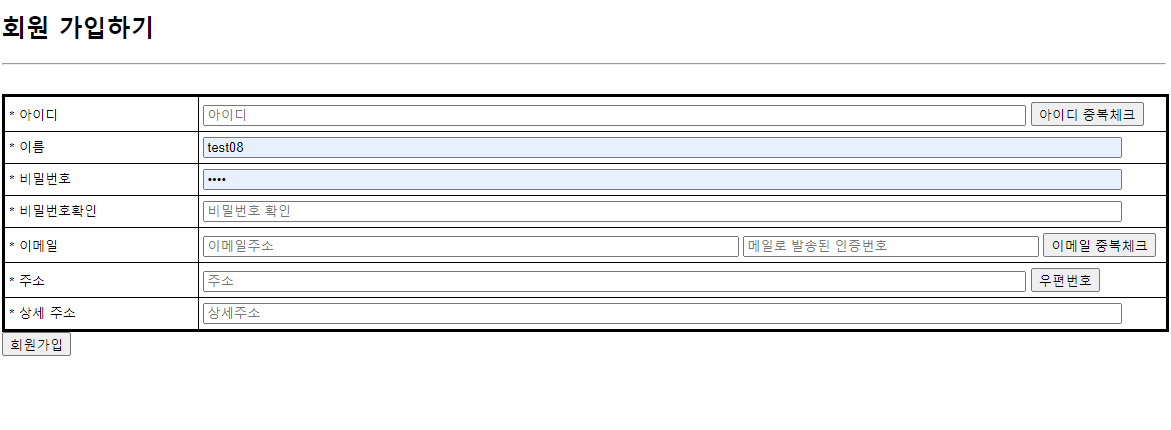 회원 가입하기
* 아이디 아이디 아이디 중복체크
* 이름 test08
* 비밀번호 ••••
* 비밀번호확인 비밀번호 확인
* 이메일 이메일주소 메일로 발송된 인증번호 이메일 중복체크
* 주소 주소 우편번호
* 상세 주소 상세주소
회원가입